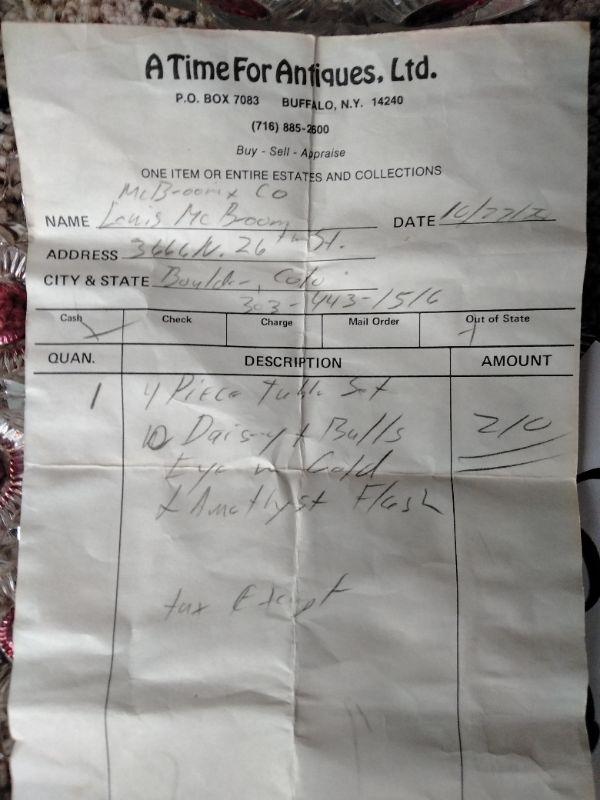 A Time For Antiques, Ltd.
P.O. BOX 7083 BUFFALO, N.Y. 14240
(716) 885-2600
Buy - Sell - Appraise
ONE ITEM OR ENTIRE ESTATES AND COLLECTIONS
McBroom & Co
NAME Louis McBroom DATE 10/22/
ADDRESS 3666 N. 26th St.
CITY & STATE Boulder, Colo
303-443-1516
Cash Check Charge Mail Order Out of State
QUAN. DESCRIPTION AMOUNT
1 4 Piece Table Set
Daisy & Butts 210
Eye w Gold
& Amethyst Flash
tax Exempt